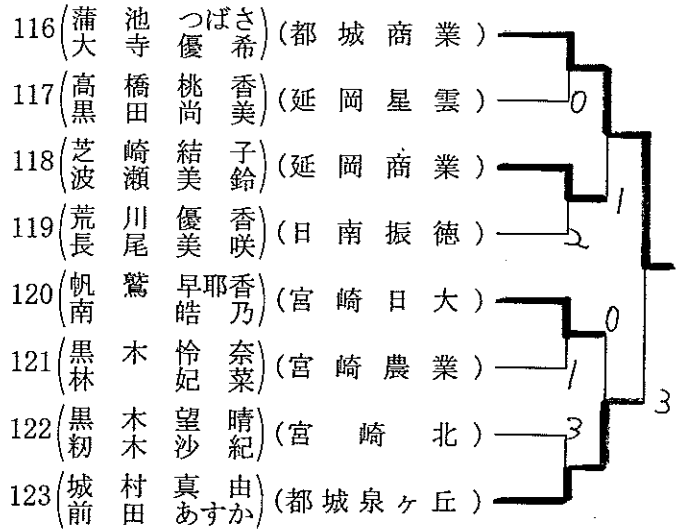 116 (蒲池つばさ 大寺優希) (都城商業)
117 (高橋桃香 黒田尚美) (延岡星雲) 0
118 (芝崎結子 波瀬美鈴) (延岡商業) 1
119 (荒川優香 長尾美咲) (日南振徳) 2
120 (帆鷲早耶香 南皓乃) (宮崎日大) 0
121 (黒木怜奈 林妃菜) (宮崎農業) 1 3
122 (黒木望晴 籾木沙紀) (宮崎北) 3
123 (城村真由 前田あすか) (都城泉ヶ丘)